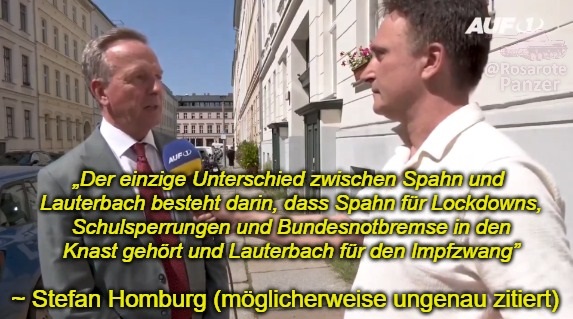 AUF1
@Rosarote
Panzer
AUF1
„Der einzige Unterschied zwischen Spahn und
Lauterbach besteht darin, dass Spahn für Lockdowns,
Schulsperrungen und Bundesnotbremse in den
Knast gehört und Lauterbach für den Impfzwang”
~ Stefan Homburg (möglicherweise ungenau zitiert)